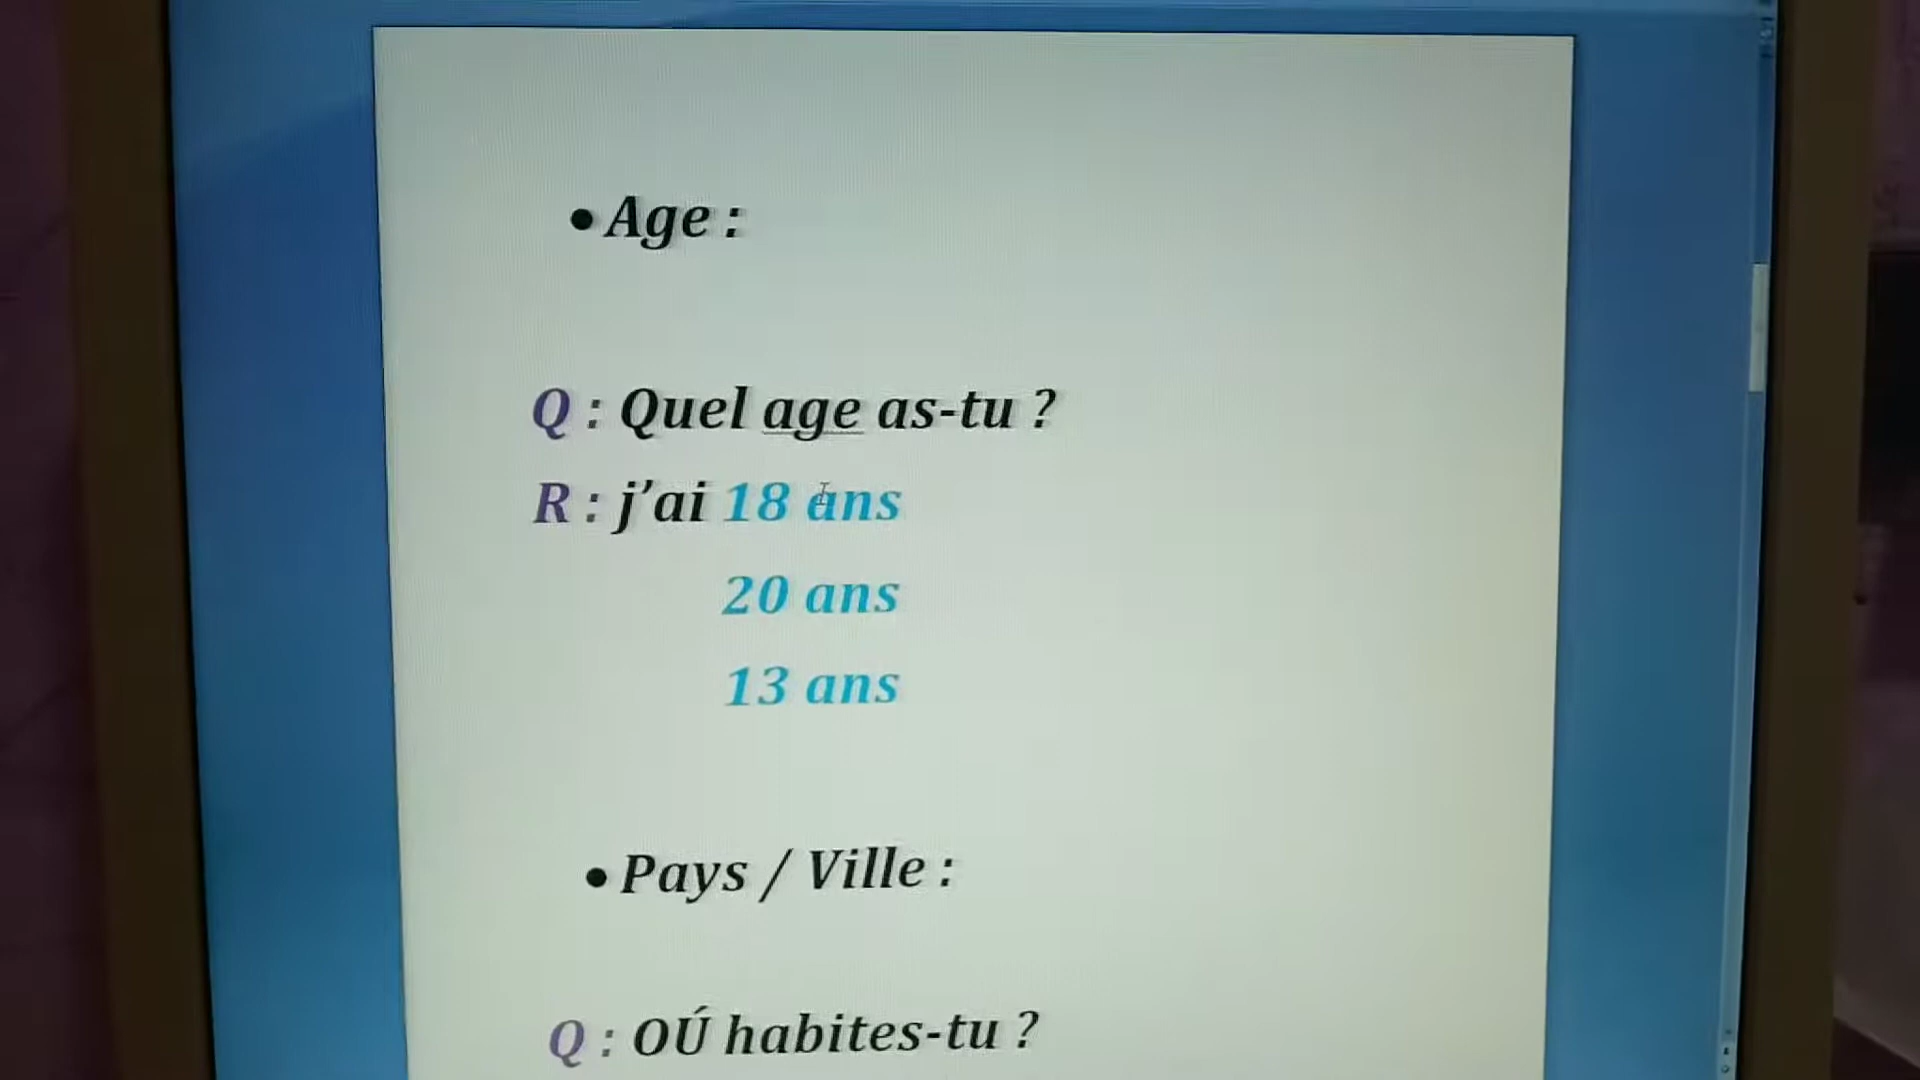 • Age :
Q : Quel age as-tu ?
R : j’ai 18 ans
20 ans
13 ans
• Pays / Ville :
Q : OÚ habites-tu ?